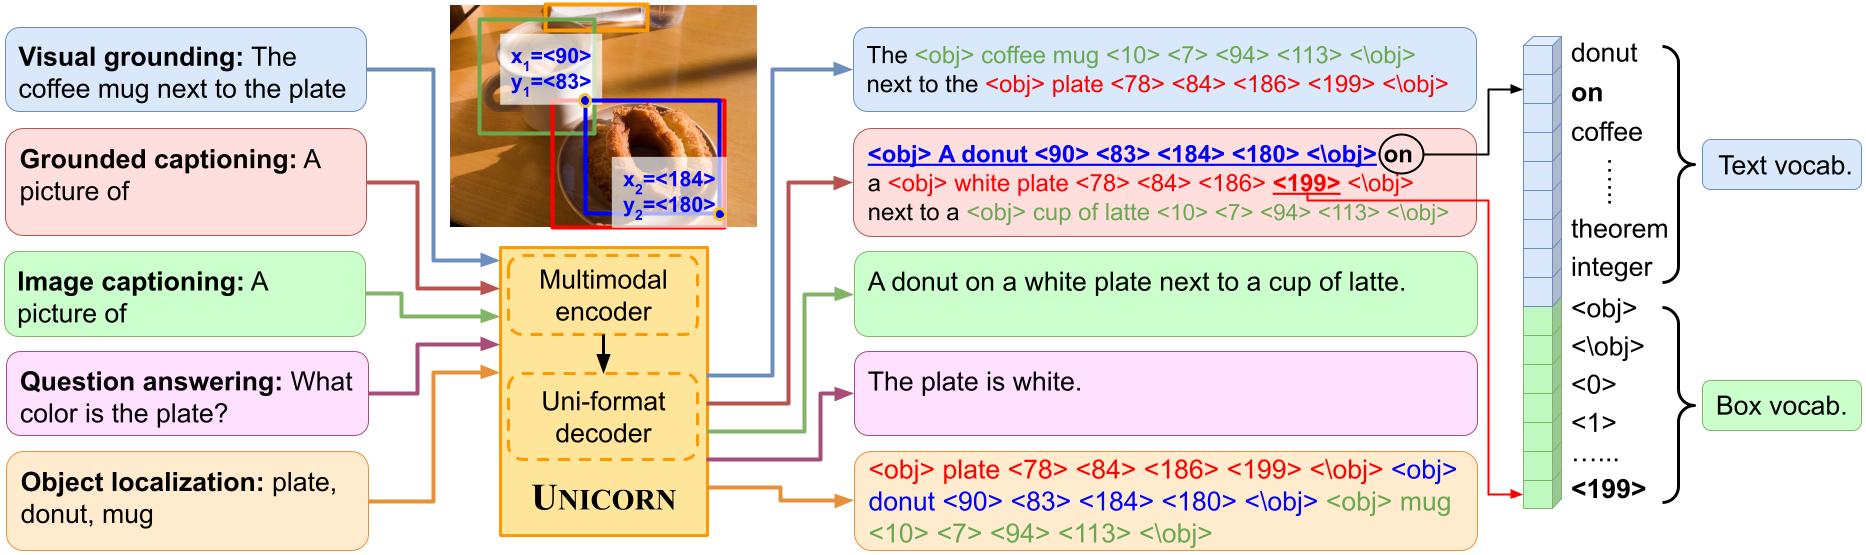 Visual grounding: The
coffee mug next to the plate
Grounded captioning: A
picture of
Image captioning: A
picture of
Question answering: What
color is the plate?
Object localization: plate,
donut, mug
x1=<90>
y1=<83>
x2=<184>
y2=<180>
Multimodal
encoder
Uni-format
decoder
UNICORN
The <obj> coffee mug <10> <7> <94> <113> <\obj>
next to the <obj> plate <78> <84> <186> <199> <\obj>
<obj> A donut <90> <83> <184> <180> <\obj> on
a <obj> white plate <78> <84> <186> <199> <\obj>
next to a <obj> cup of latte <10> <7> <94> <113> <\obj>
A donut on a white plate next to a cup of latte.
The plate is white.
<obj> plate <78> <84> <186> <199> <\obj> <obj>
donut <90> <83> <184> <180> <\obj> <obj> mug
<10> <7> <94> <113> <\obj>
donut
on
coffee
......
theorem
integer
<obj>
<\obj>
<0>
<1>
......
<199>
Text vocab.
Box vocab.